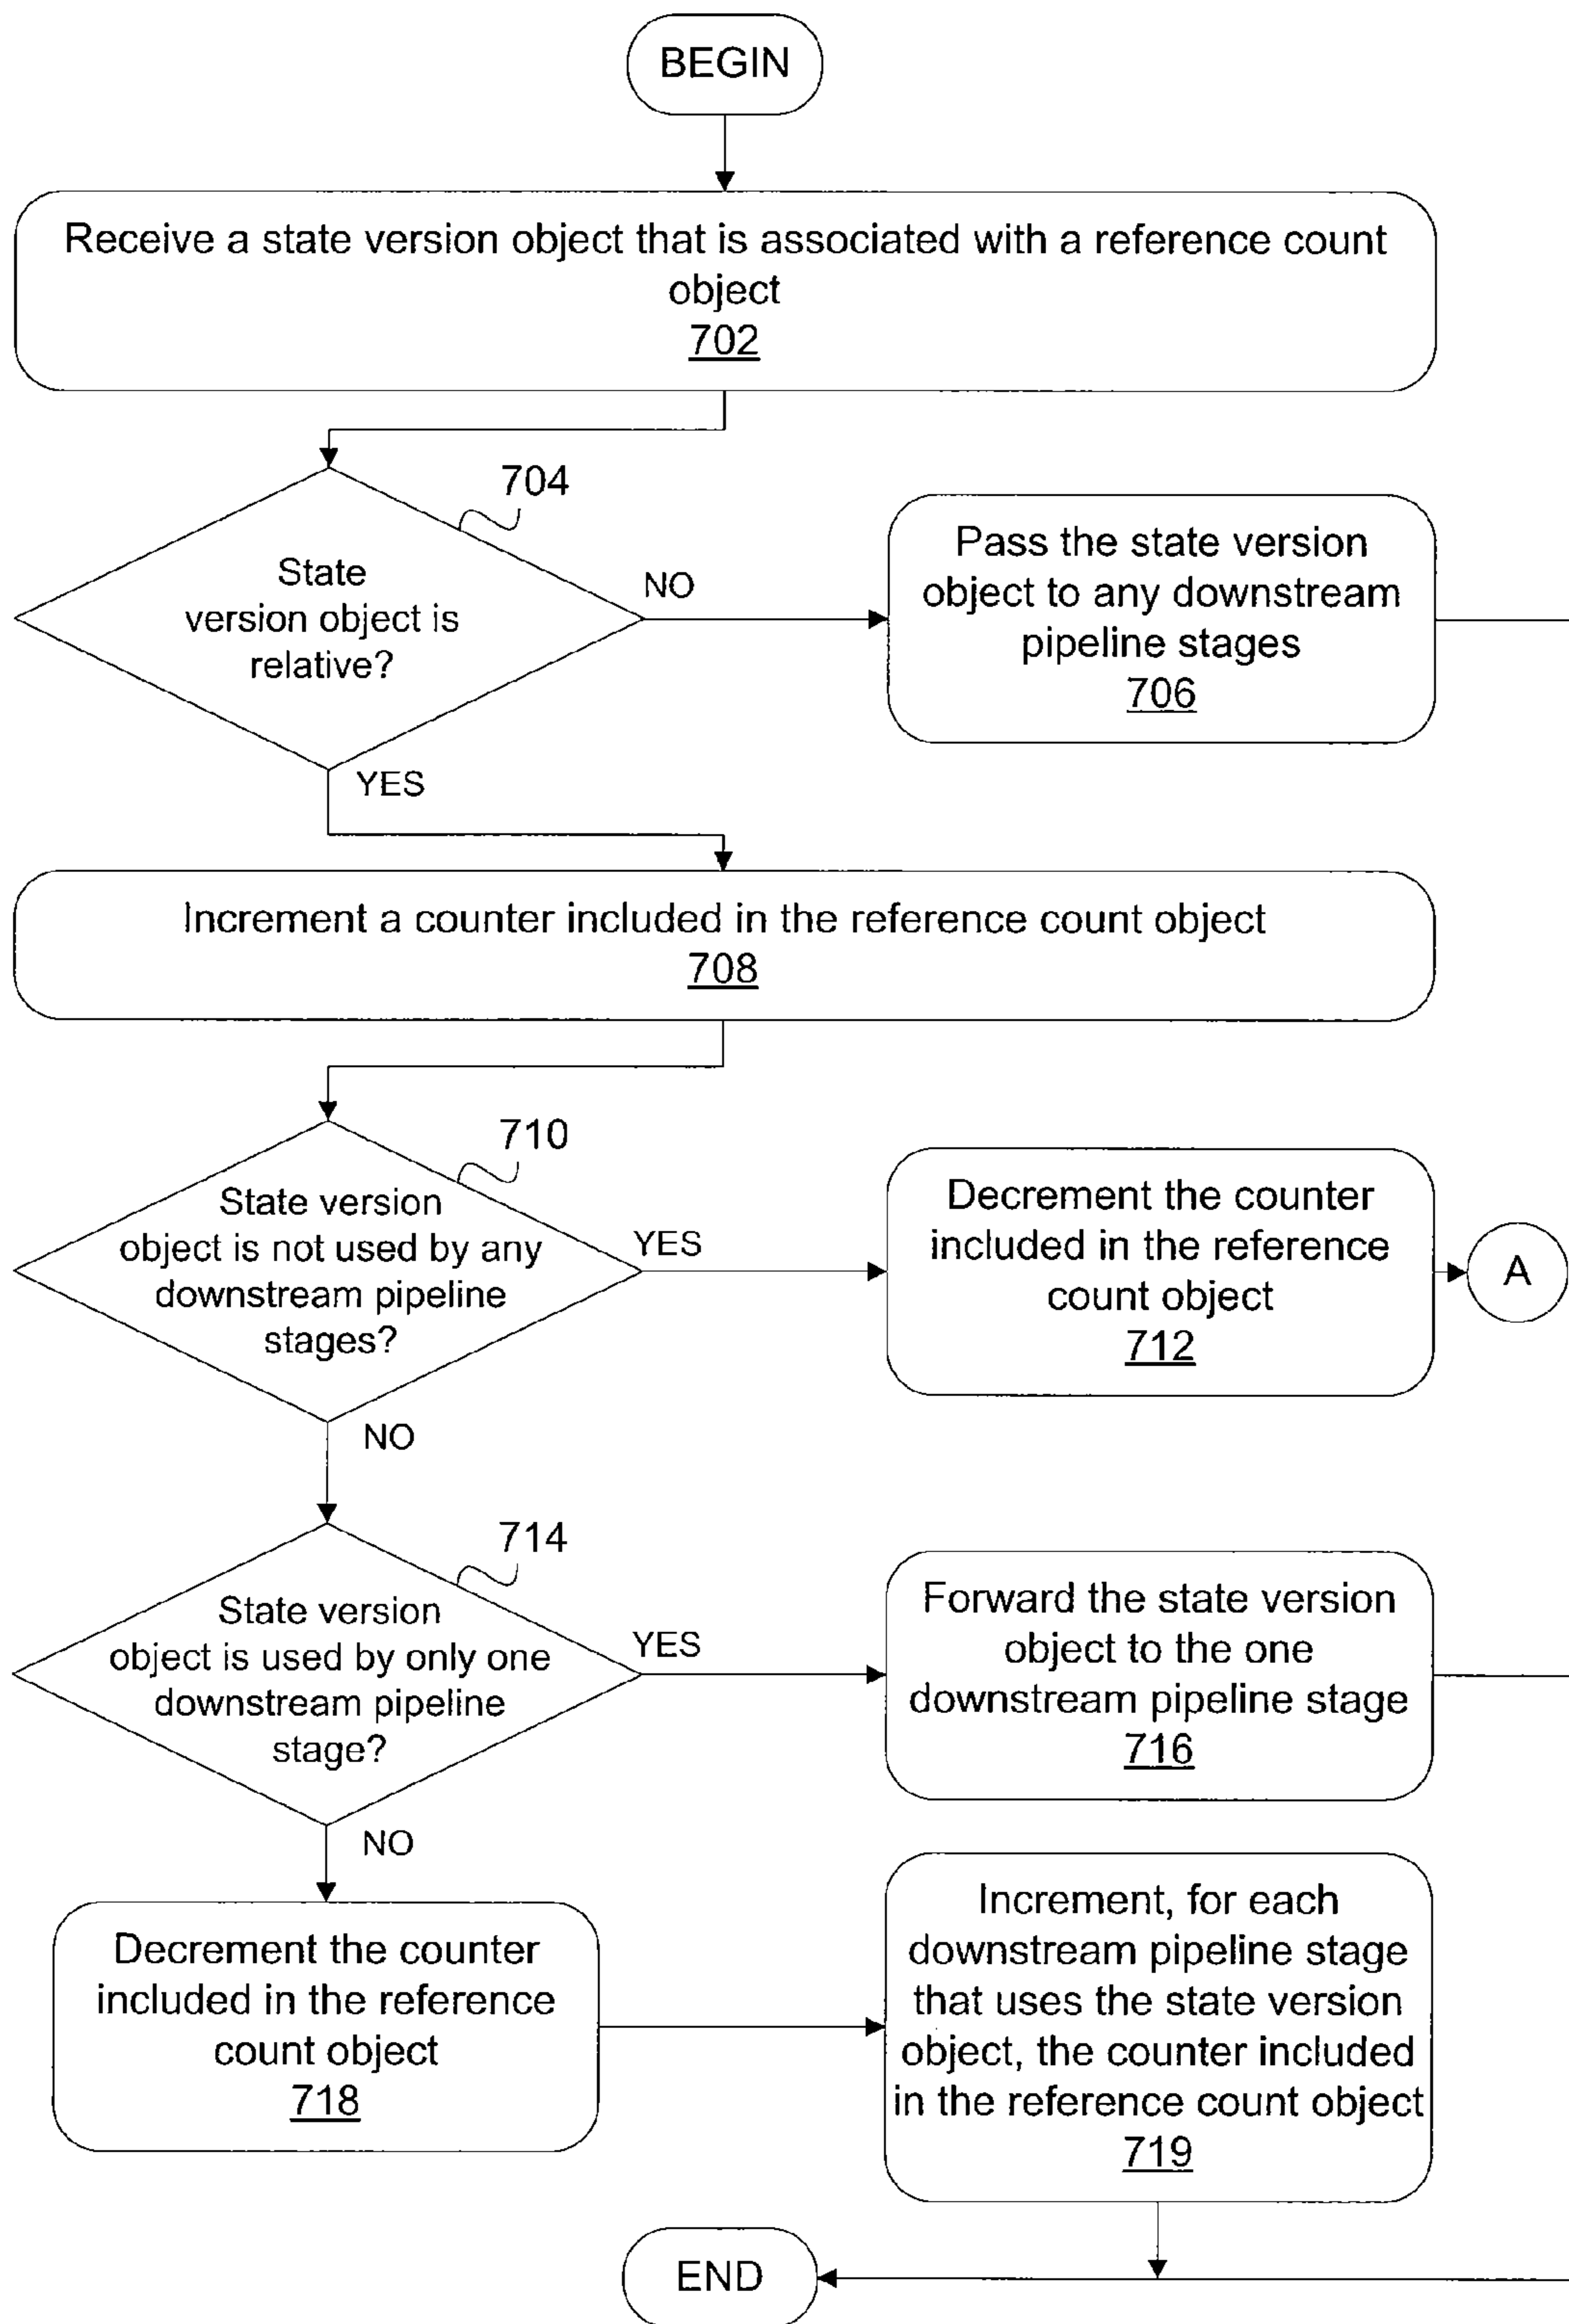 BEGIN
Receive a state version object that is associated with a reference count
object
702
704
State
version object is
relative?
NO
Pass the state version
object to any downstream
pipeline stages
706
YES
Increment a counter included in the reference count object
708
710
State version
object is not used by any
downstream pipeline
stages?
YES
Decrement the counter
included in the reference
count object
712
A
NO
714
State version
object is used by only one
downstream pipeline
stage?
YES
Forward the state version
object to the one
downstream pipeline stage
716
NO
Decrement the counter
included in the reference
count object
718
Increment, for each
downstream pipeline stage
that uses the state version
object, the counter included
in the reference count object
719
END